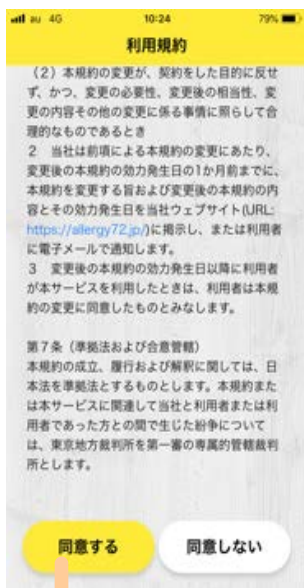 au 4G 10:24 79%
利用規約
（2）本規約の変更が、契約をした目的に反せ
ず、かつ、変更の必要性、変更後の相当性、変
更の内容その他の変更に係る事情に照らして合
理的なものであるとき
2　当社は前項による本規約の変更にあたり、
変更後の本規約の効力発生日の1か月前までに、
本規約を変更する旨および変更後の本規約の内
容とその効力発生日を当社ウェブサイト(URL:
https://allergy72.jp/)に掲示し、または利用者
に電子メールで通知します。
3　変更後の本規約の効力発生日以降に利用者
が本サービスを利用したときは、利用者は本規
約の変更に同意したものとみなします。
第7条（準拠法および合意管轄）
本規約の成立、履行および解釈に関しては、日
本法を準拠法とするものとします。本規約また
は本サービスに関連して当社と利用者または利
用者であった方との間で生じた紛争について
は、東京地方裁判所を第一審の専属的管轄裁判
所とします。
同意する 同意しない